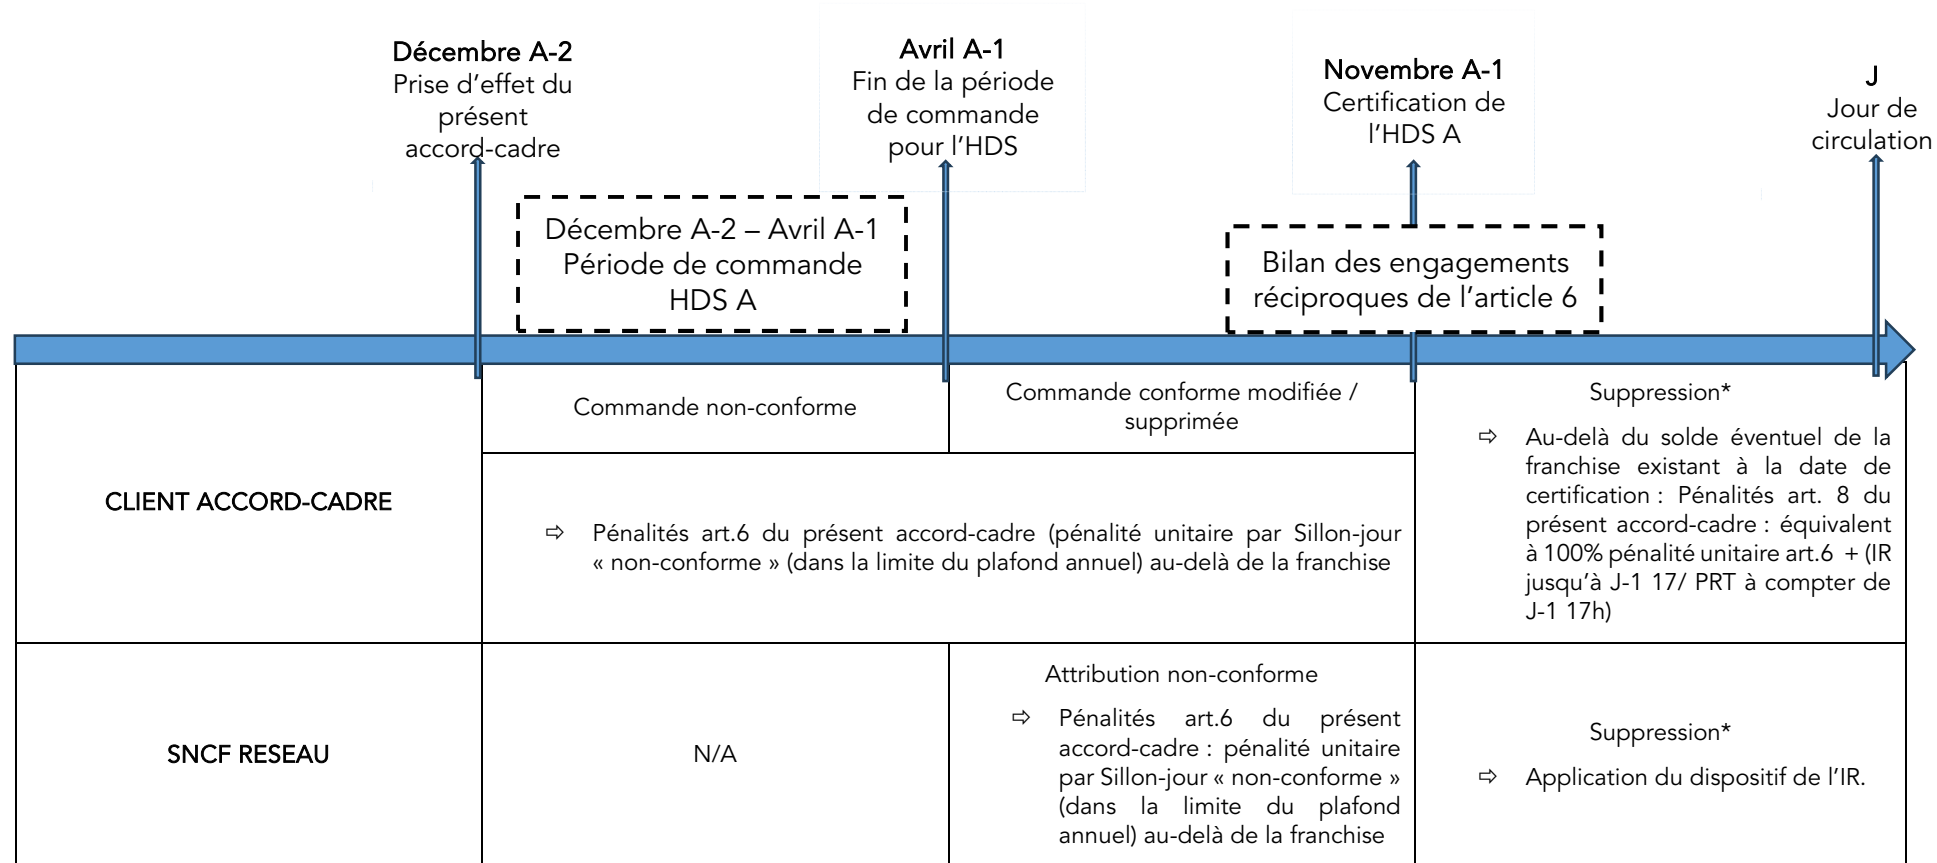 Décembre A-2
Prise d'effet du
présent
accord-cadre
Avril A-1
Fin de la période
de commande
pour l'HDS
Novembre A-1
Certification de
l'HDS A
J
Jour de
circulation
Décembre A-2 – Avril A-1
Période de commande
HDS A
Bilan des engagements
réciproques de l'article 6
CLIENT ACCORD-CADRE
Commande non-conforme
Commande conforme modifiée /
supprimée
⇨ Pénalités art.6 du présent accord-cadre (pénalité unitaire par Sillon-jour
« non-conforme » (dans la limite du plafond annuel) au-delà de la franchise
Suppression*
⇨ Au-delà du solde éventuel de la
franchise existant à la date de
certification : Pénalités art. 8 du
présent accord-cadre : équivalent
à 100% pénalité unitaire art.6 + (IR
jusqu'à J-1 17/ PRT à compter de
J-1 17h)
SNCF RESEAU
N/A
Attribution non-conforme
⇨ Pénalités art.6 du présent
accord-cadre : pénalité unitaire
par Sillon-jour « non-conforme »
(dans la limite du plafond
annuel) au-delà de la franchise
Suppression*
⇨ Application du dispositif de l'IR.